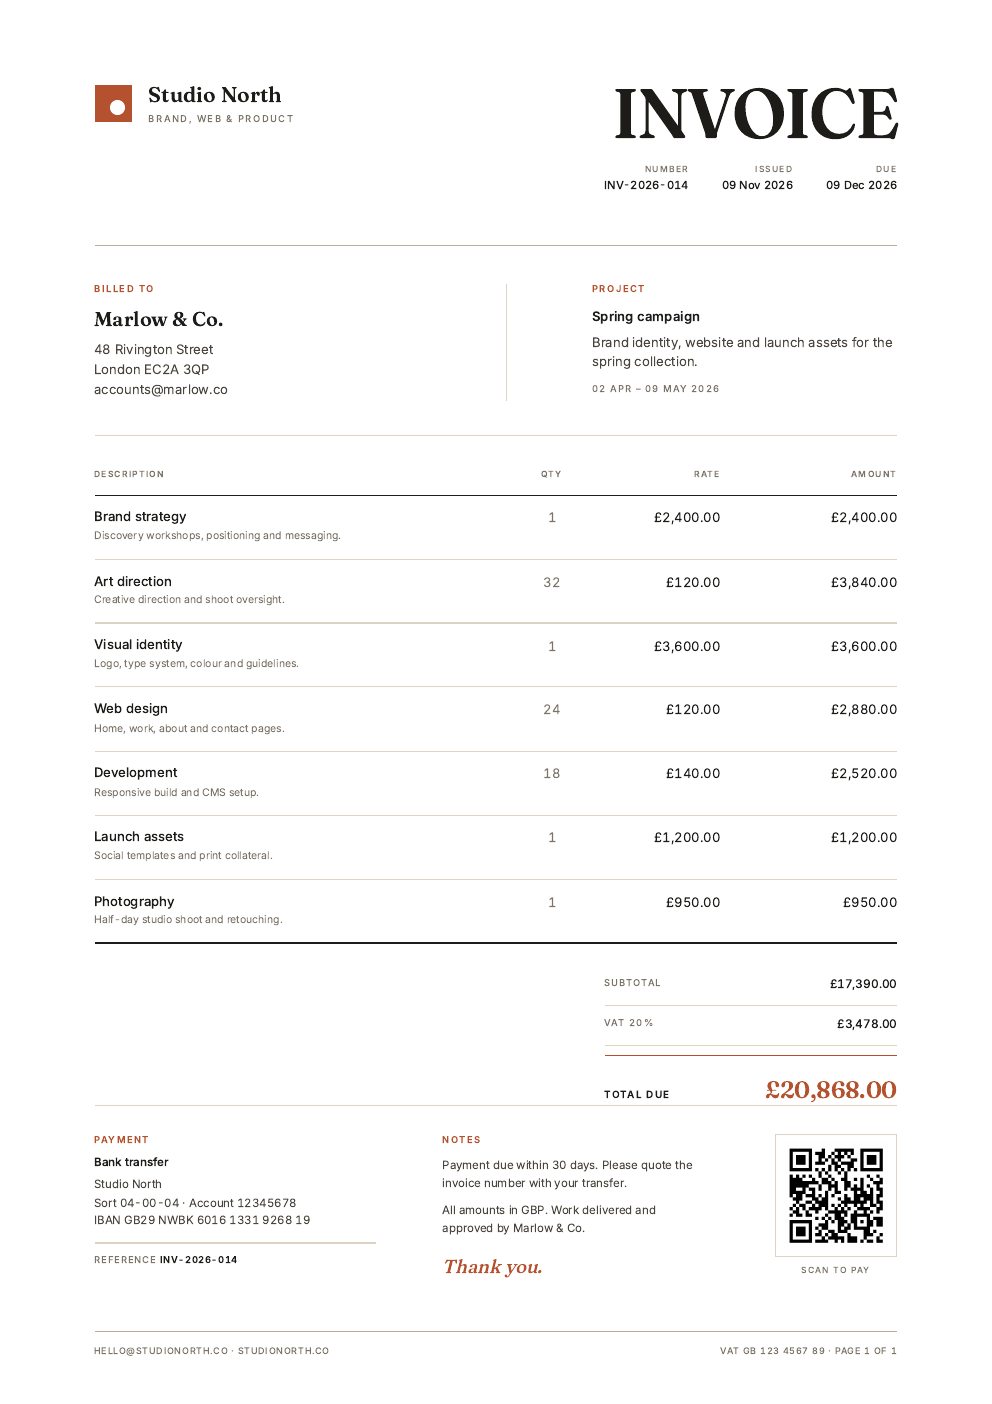 Studio North
BRAND, WEB & PRODUCT
INVOICE
NUMBER ISSUED DUE
INV-2026-014 09 Nov 2026 09 Dec 2026
BILLED TO
Marlow & Co.
48 Rivington Street
London EC2A 3QP
accounts@marlow.co
PROJECT
Spring campaign
Brand identity, website and launch assets for the
spring collection.
02 APR – 09 MAY 2026
DESCRIPTION QTY RATE AMOUNT
Brand strategy 1 £2,400.00 £2,400.00
Discovery workshops, positioning and messaging.
Art direction 32 £120.00 £3,840.00
Creative direction and shoot oversight.
Visual identity 1 £3,600.00 £3,600.00
Logo, type system, colour and guidelines.
Web design 24 £120.00 £2,880.00
Home, work, about and contact pages.
Development 18 £140.00 £2,520.00
Responsive build and CMS setup.
Launch assets 1 £1,200.00 £1,200.00
Social templates and print collateral.
Photography 1 £950.00 £950.00
Half-day studio shoot and retouching.
SUBTOTAL £17,390.00
VAT 20% £3,478.00
TOTAL DUE £20,868.00
PAYMENT
Bank transfer
Studio North
Sort 04-00-04 · Account 12345678
IBAN GB29 NWBK 6016 1331 9268 19
REFERENCE INV-2026-014
NOTES
Payment due within 30 days. Please quote the
invoice number with your transfer.
All amounts in GBP. Work delivered and
approved by Marlow & Co.
Thank you.
SCAN TO PAY
HELLO@STUDIONORTH.CO · STUDIONORTH.CO
VAT GB 123 4567 89 · PAGE 1 OF 1